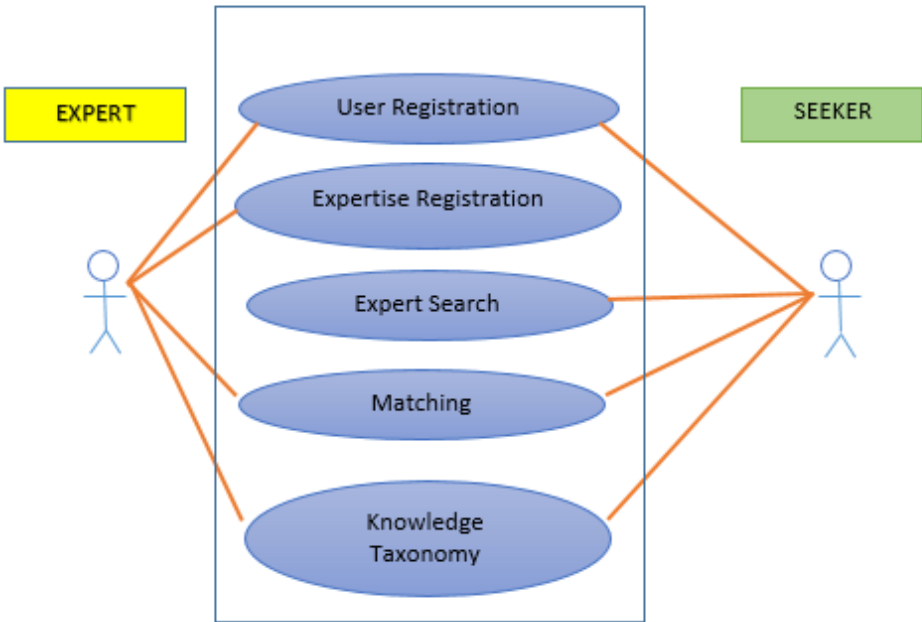 EXPERT
User Registration
SEEKER
Expertise Registration
Expert Search
Matching
Knowledge
Taxonomy